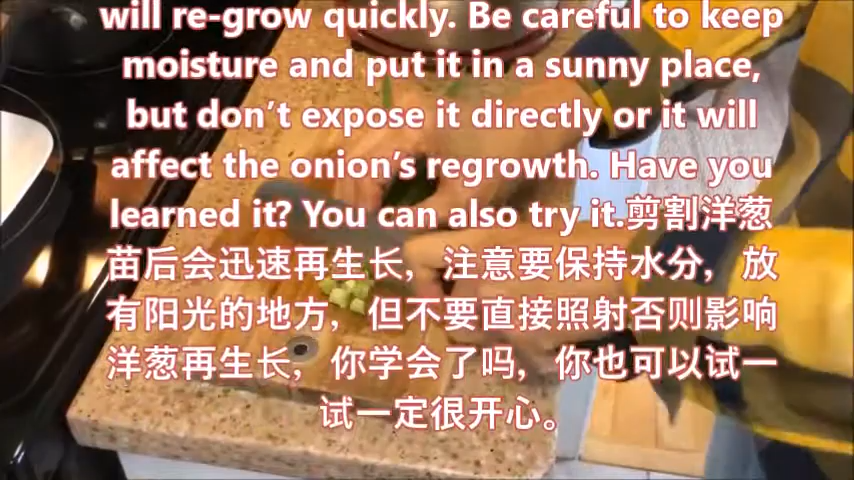 will re-grow quickly. Be careful to keep
moisture and put it in a sunny place,
but don't expose it directly or it will
affect the onion's regrowth. Have you
learned it? You can also try it.剪割洋葱
苗后会迅速再生长，注意要保持水分，放
有阳光的地方，但不要直接照射否则影响
洋葱再生长，你学会了吗，你也可以试一
试一定很开心。